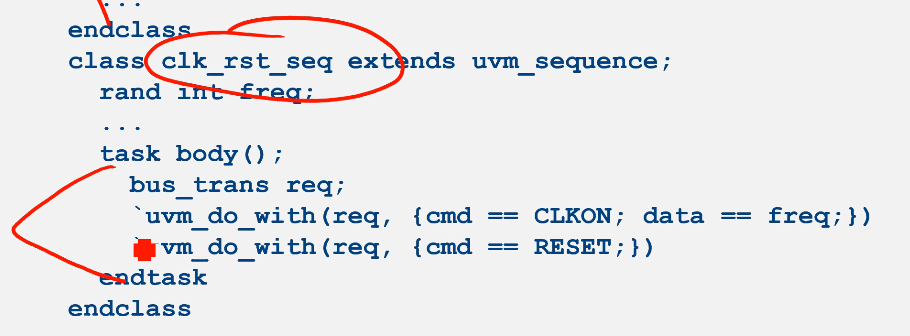 ...
endclass
class clk_rst_seq extends uvm_sequence;
rand int freq;
...
task body();
bus_trans req;
`uvm_do_with(req, {cmd == CLKON; data == freq;})
vm_do_with(req, {cmd == RESET;})
endtask
endclass